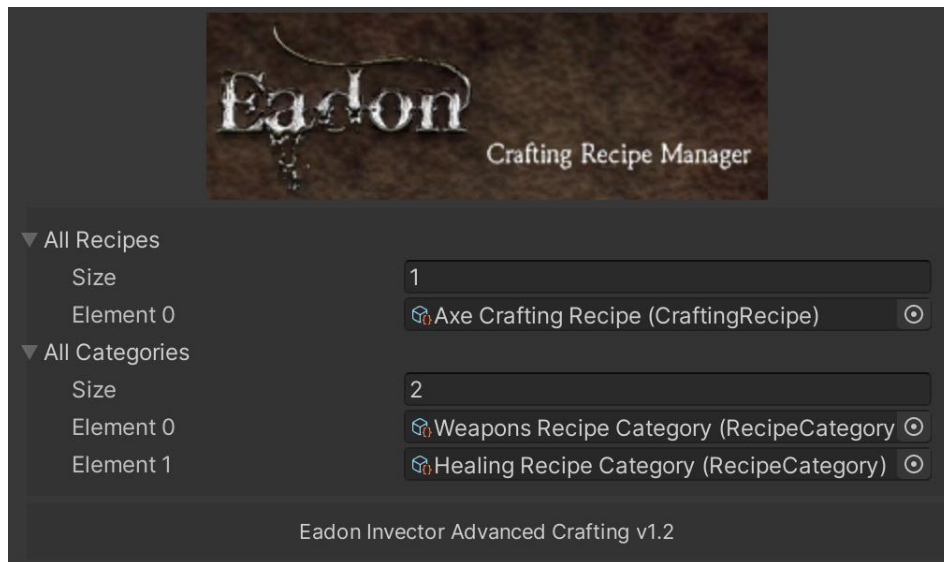 Eadon
Crafting Recipe Manager
All Recipes
Size 1
Element 0 Axe Crafting Recipe (CraftingRecipe)
All Categories
Size 2
Element 0 Weapons Recipe Category (RecipeCategory
Element 1 Healing Recipe Category (RecipeCategory)
Eadon Invector Advanced Crafting v1.2